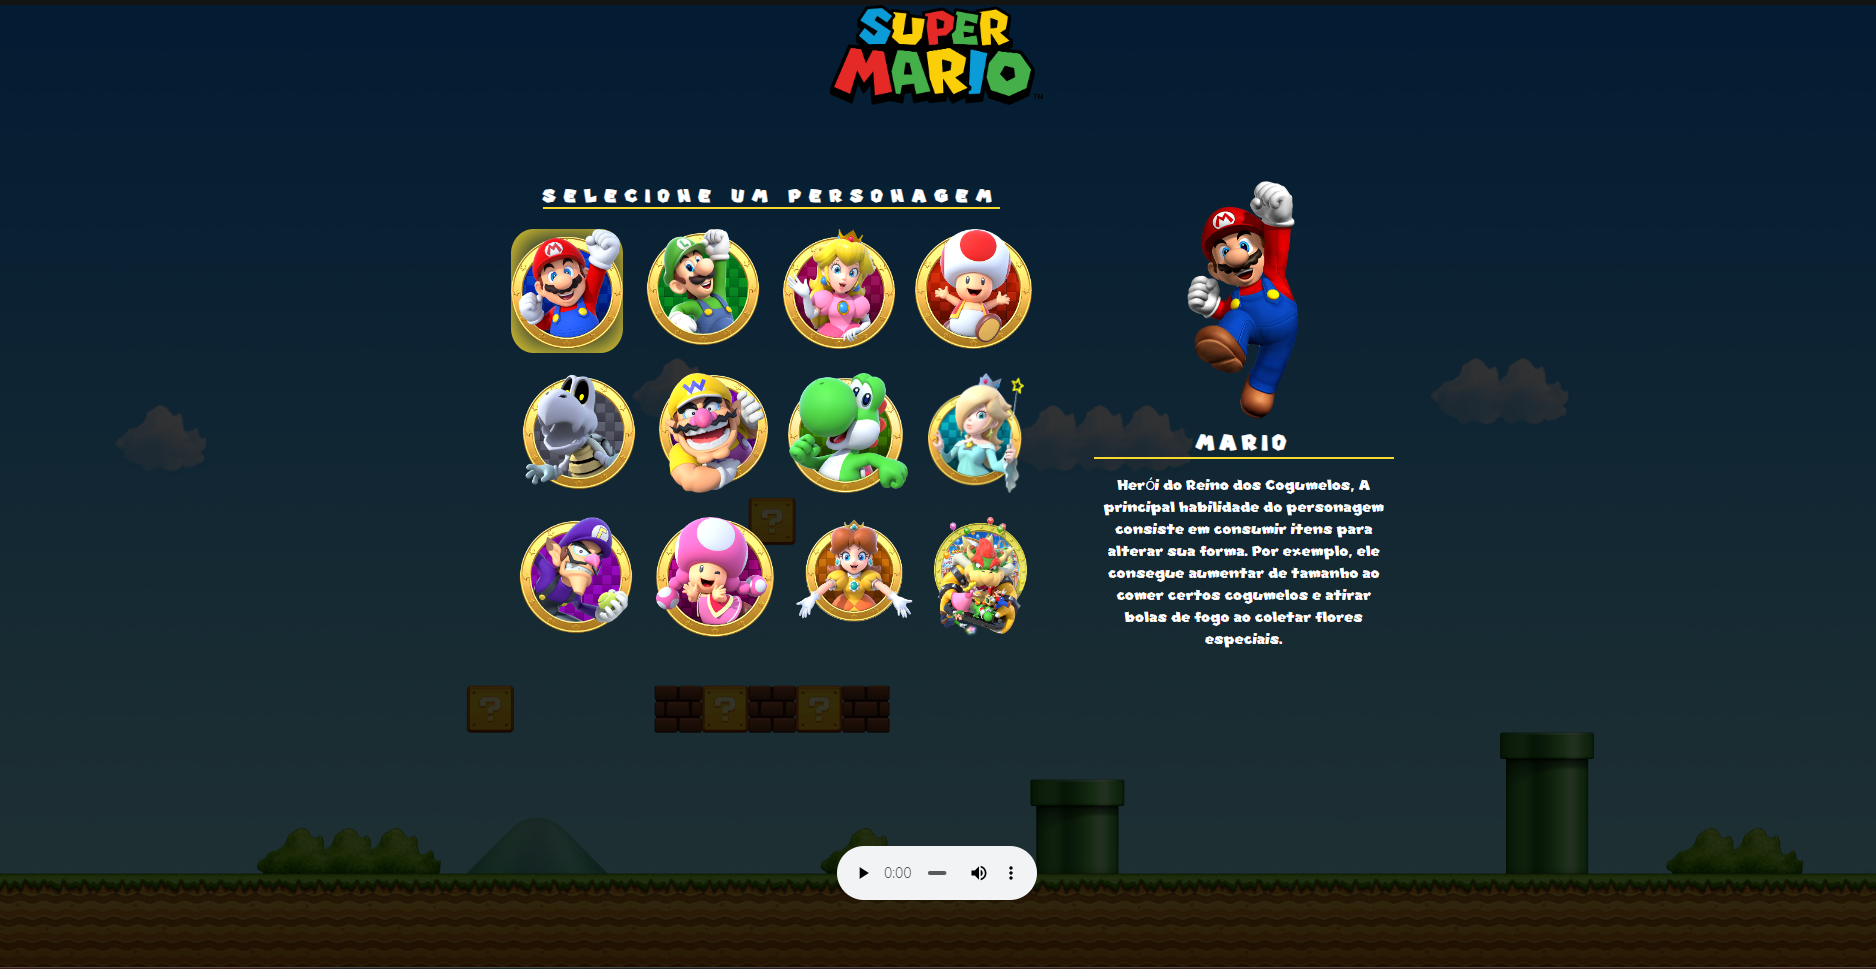 SUPER
MARIO
TM
SELECIONE UM PERSONAGEM
MARIO
Herói do Reino dos Cogumelos, A
principal habilidade do personagem
consiste em consumir itens para
alterar sua forma. Por exemplo, ele
consegue aumentar de tamanho ao
comer certos cogumelos e atirar
bolas de fogo ao coletar flores
especiais.
?
? ? ?
0:00